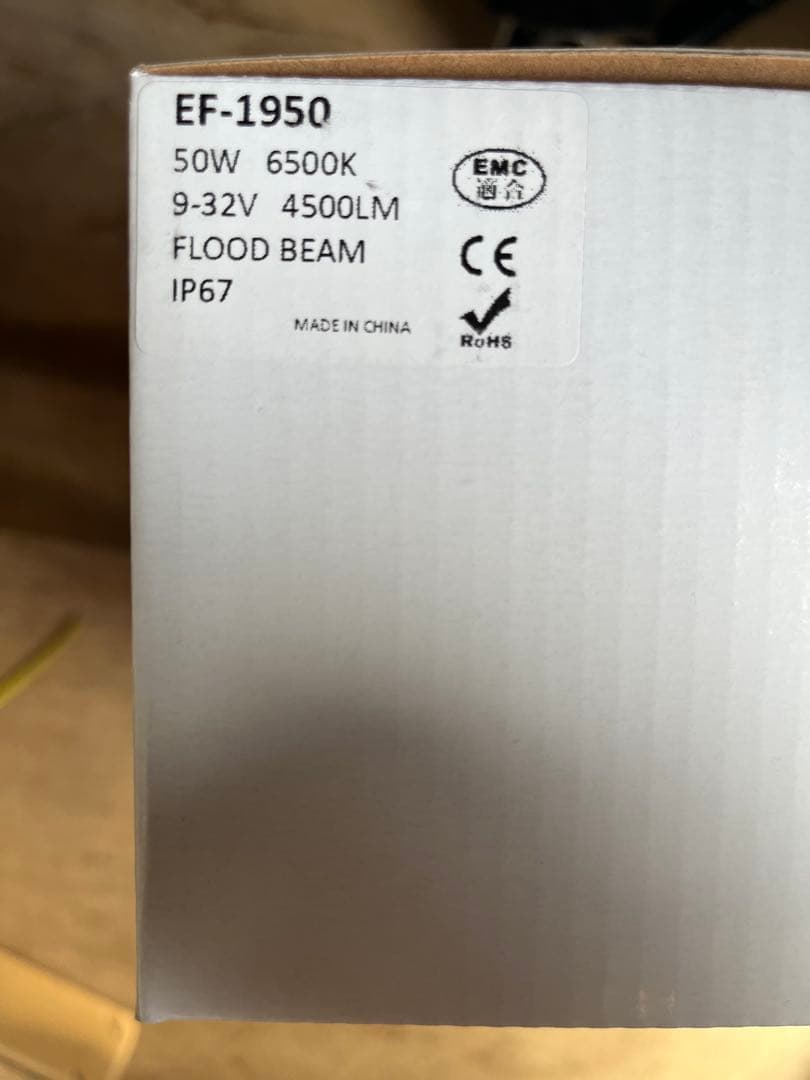 EF-1950
50W 6500K
9-32V 4500LM
FLOOD BEAM
IP67
MADE IN CHINA
EMC
適合
CE
RoHS